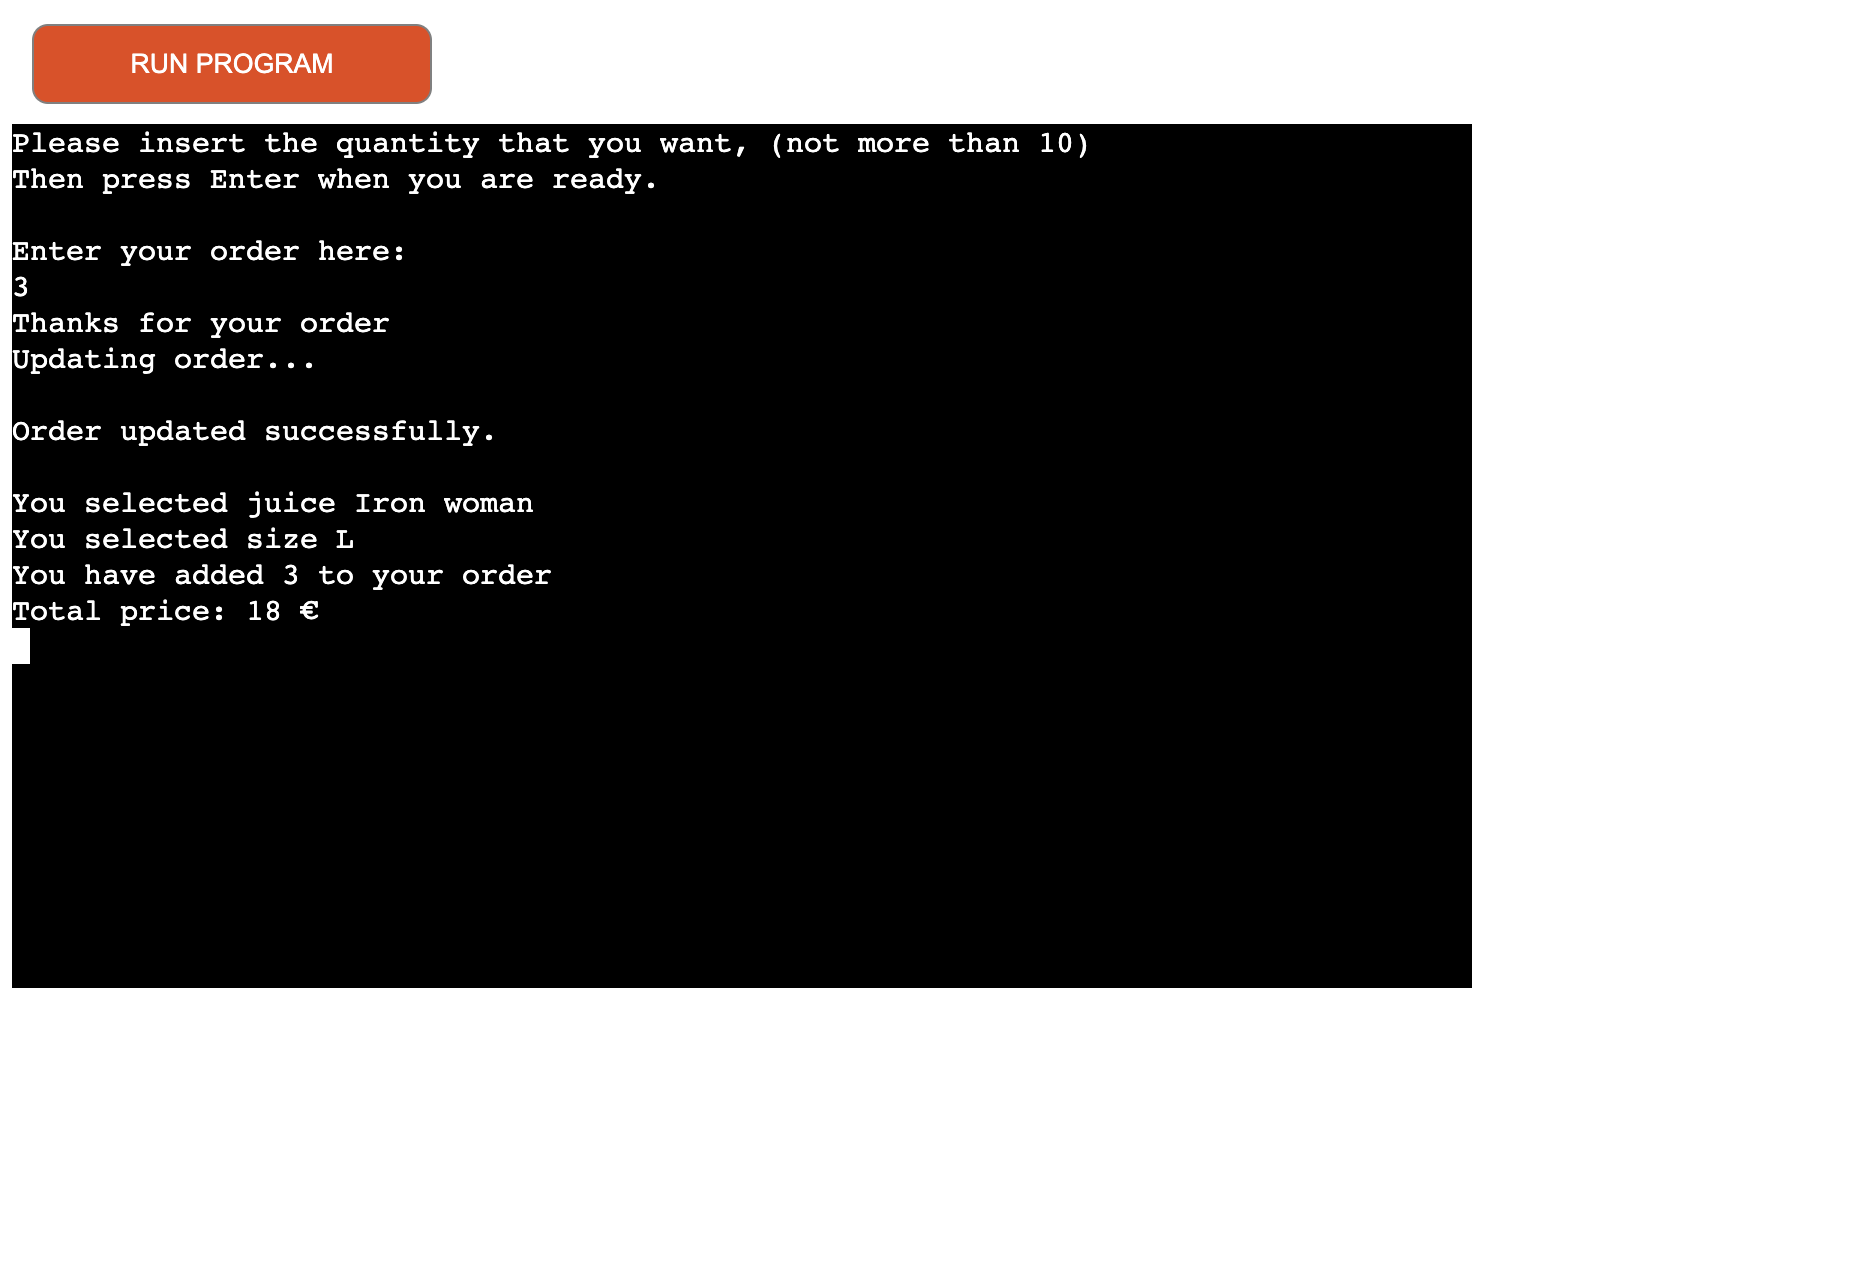 RUN PROGRAM
Please insert the quantity that you want, (not more than 10)
Then press Enter when you are ready.
Enter your order here:
3
Thanks for your order
Updating order...
Order updated successfully.
You selected juice Iron woman
You selected size L
You have added 3 to your order
Total price: 18 €